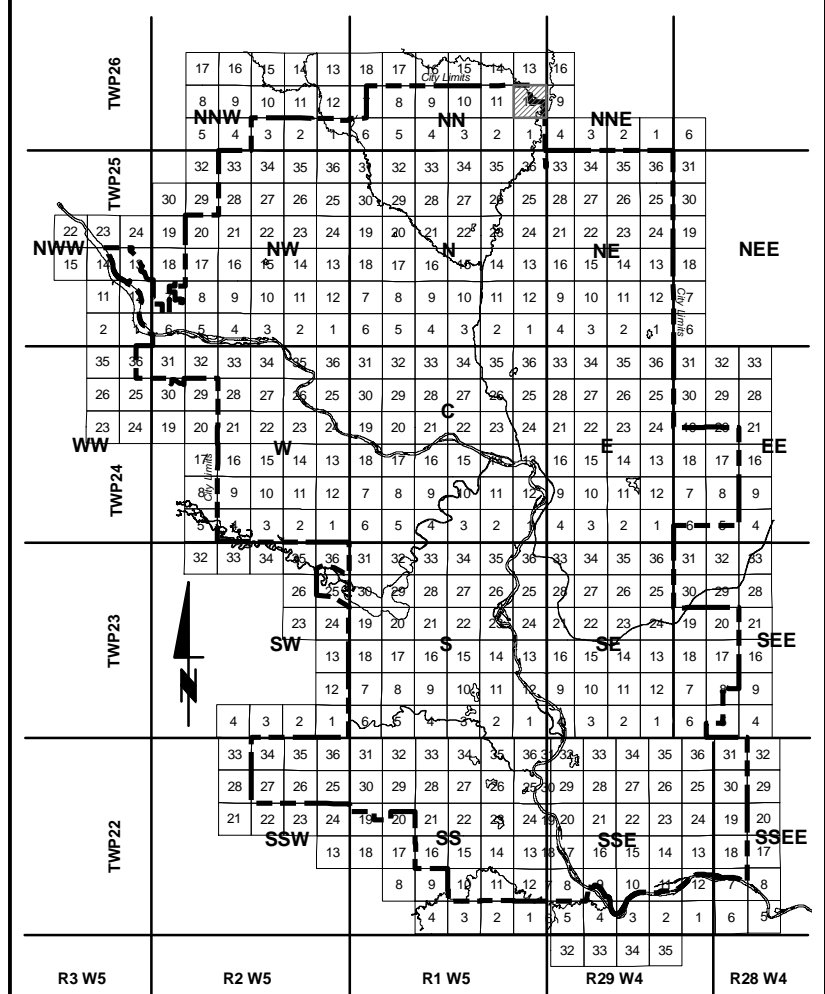 17 16 15 14 13 18 17 16 15 14 13 16
City Limits
TWP26
8 9 10 11 12 8 9 10 11 9
NNW NN NNE
5 4 3 2 1 6 5 4 3 2 1 4 3 2 1 6
32 33 34 35 36 31 32 33 34 35 36 33 34 35 36 31
TWP25
30 29 28 27 26 25 30 29 28 27 26 25 28 27 26 25 30
22 23 24 19 20 21 22 23 24 19 20 21 22 23 24 21 22 23 24 19
NWW NW N NE NEE
15 14 13 18 17 16 15 14 13 18 17 16 15 14 13 16 15 14 13 18
11 12 8 9 10 11 12 7 8 9 10 11 12 9 10 11 12 7
City Limits
2 6 5 4 3 2 1 6 5 4 3 2 1 4 3 2 1 6
35 36 31 32 33 34 35 36 31 32 33 34 35 36 33 34 35 36 31 32 33
26 25 30 29 28 27 26 25 30 29 28 27 26 25 28 27 26 25 30 29 28
C
23 24 19 20 21 22 23 24 19 20 21 22 23 24 21 22 23 24 19 20 21
WW W E EE
17 16 15 14 13 18 17 16 15 14 13 16 15 14 13 18 17 16
City Limits
TWP24
8 9 10 11 12 7 8 9 10 11 12 9 10 11 12 7 8 9
5 4 3 2 1 6 5 4 3 2 1 4 3 2 1 6 5 4
32 33 34 35 36 31 32 33 34 35 36 33 34 35 36 31 32 33
26 25 30 29 28 27 26 25 28 27 26 25 30 29 28
TWP23
23 24 19 20 21 22 23 24 21 22 23 24 19 20 21
SW S SE SEE
13 18 17 16 15 14 13 16 15 14 13 18 17 16
N
12 7 8 9 10 11 12 9 10 11 12 7 8 9
4 3 2 1 6 5 4 3 2 1 4 3 2 1 6 4
33 34 35 36 31 32 33 34 35 36 31 32 33 34 35 36 31 32
28 27 26 25 30 29 28 27 26 25 30 29 28 27 26 25 30 29
21 22 23 24 19 20 21 22 23 24 19 20 21 22 23 24 19 20
SSW SS SSE SSEE
TWP22
13 18 17 16 15 14 13 18 17 16 15 14 13 18 17
8 9 10 11 12 7 8 9 10 11 12 7 8
4 3 2 1 6 5 4 3 2 1 6 5
32 33 34 35
R3 W5 R2 W5 R1 W5 R29 W4 R28 W4